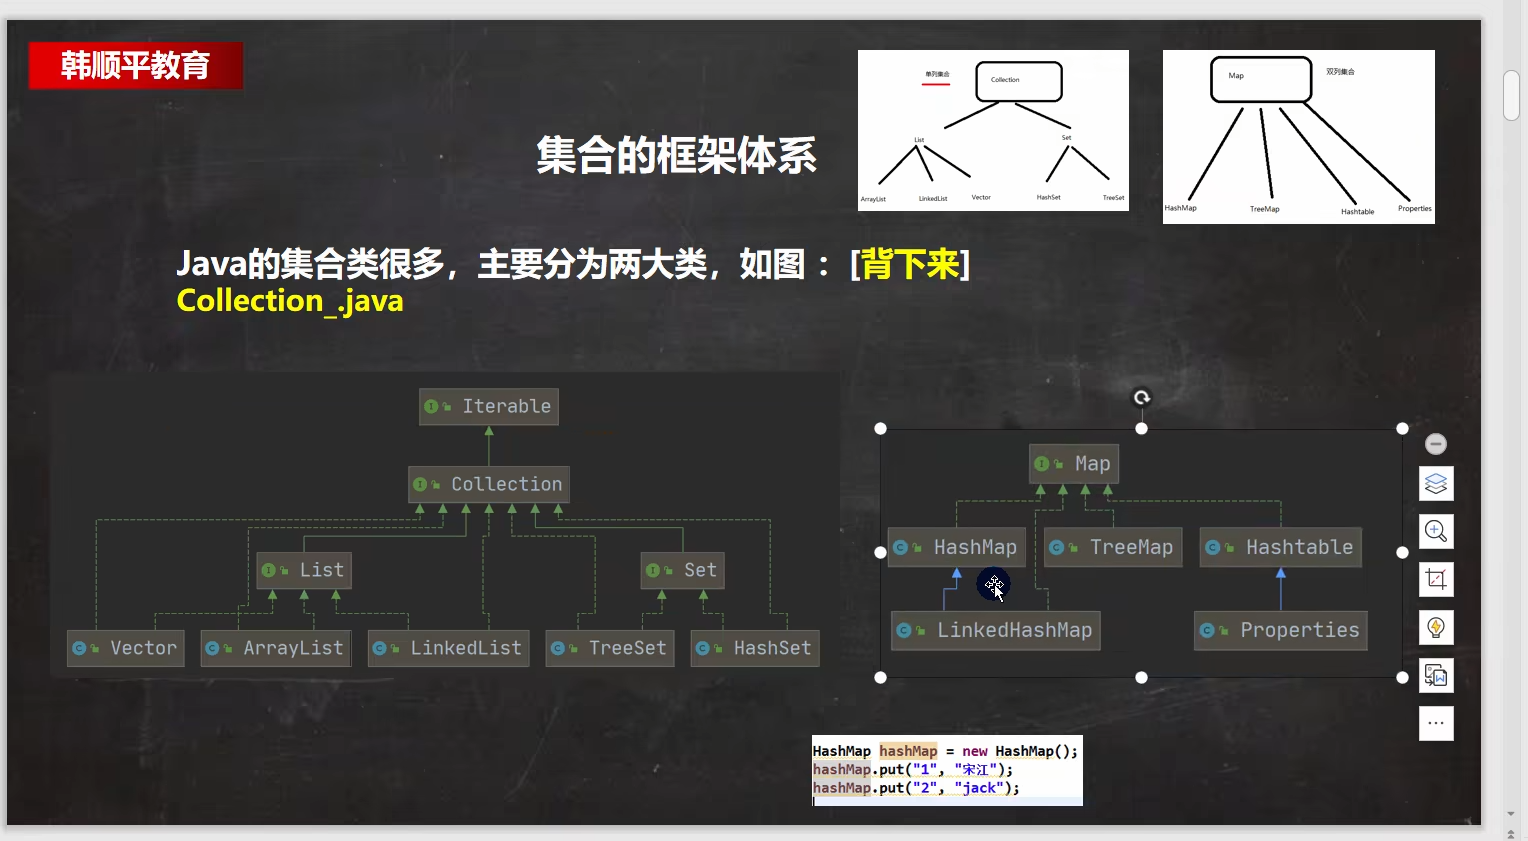 韩顺平教育
单列集合
Collection
List
Set
ArrayList
LinkedList
Vector
HashSet
TreeSet
Map
双列集合
HashMap
TreeMap
Hashtable
Properties
集合的框架体系
Java的集合类很多，主要分为两大类，如图 ：[背下来]
Collection_.java
Iterable
Collection
List
Set
Vector
ArrayList
LinkedList
TreeSet
HashSet
Map
HashMap
TreeMap
Hashtable
LinkedHashMap
Properties
HashMap hashMap = new HashMap();
hashMap.put("1", "宋江");
hashMap.put("2", "jack");